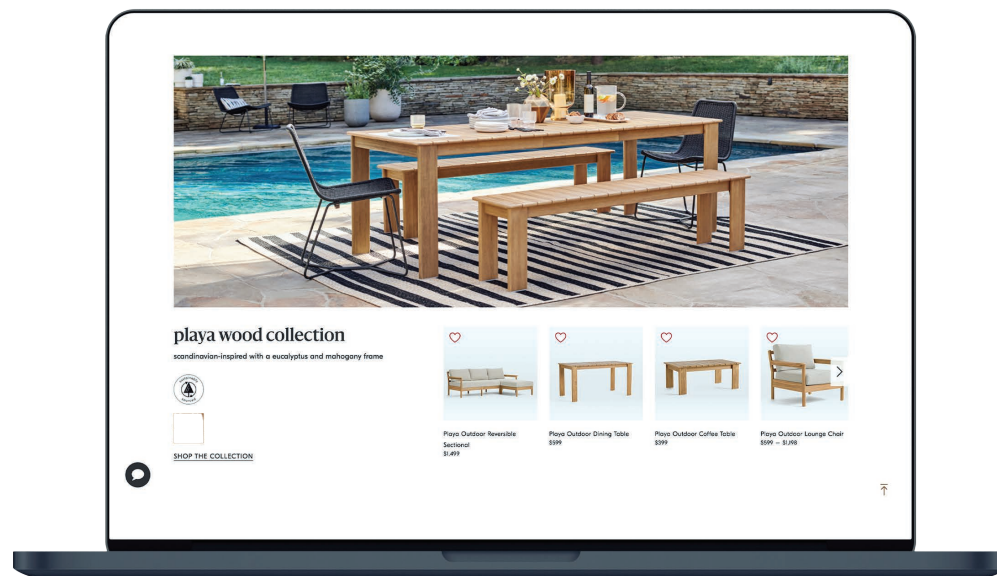 playa wood collection
scandinavian-inspired with a eucalyptus and mahogany frame
SHOP THE COLLECTION
Playa Outdoor Reversible
Sectional
$1,499
Playa Outdoor Dining Table
$599
Playa Outdoor Coffee Table
$399
Playa Outdoor Lounge Chair
$599 – $1,198